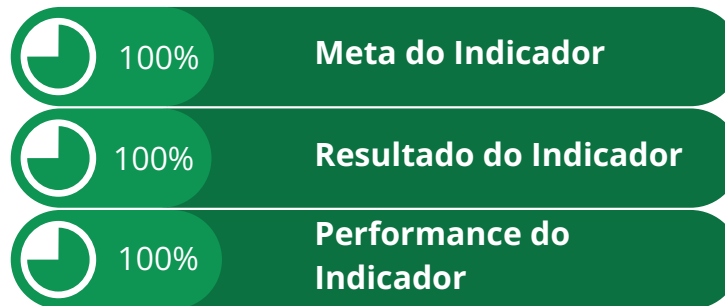 100% Meta do Indicador
100% Resultado do Indicador
100% Performance do
Indicador